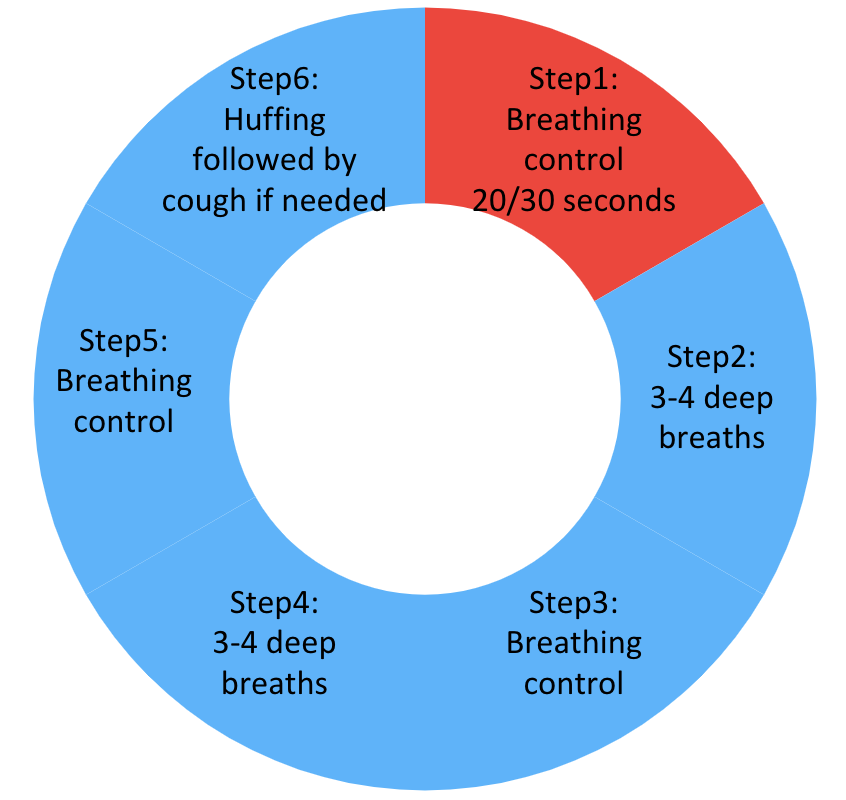 Step1:
Breathing
control
20/30 seconds
Step2:
3-4 deep
breaths
Step3:
Breathing
control
Step4:
3-4 deep
breaths
Step5:
Breathing
control
Step6:
Huffing
followed by
cough if needed